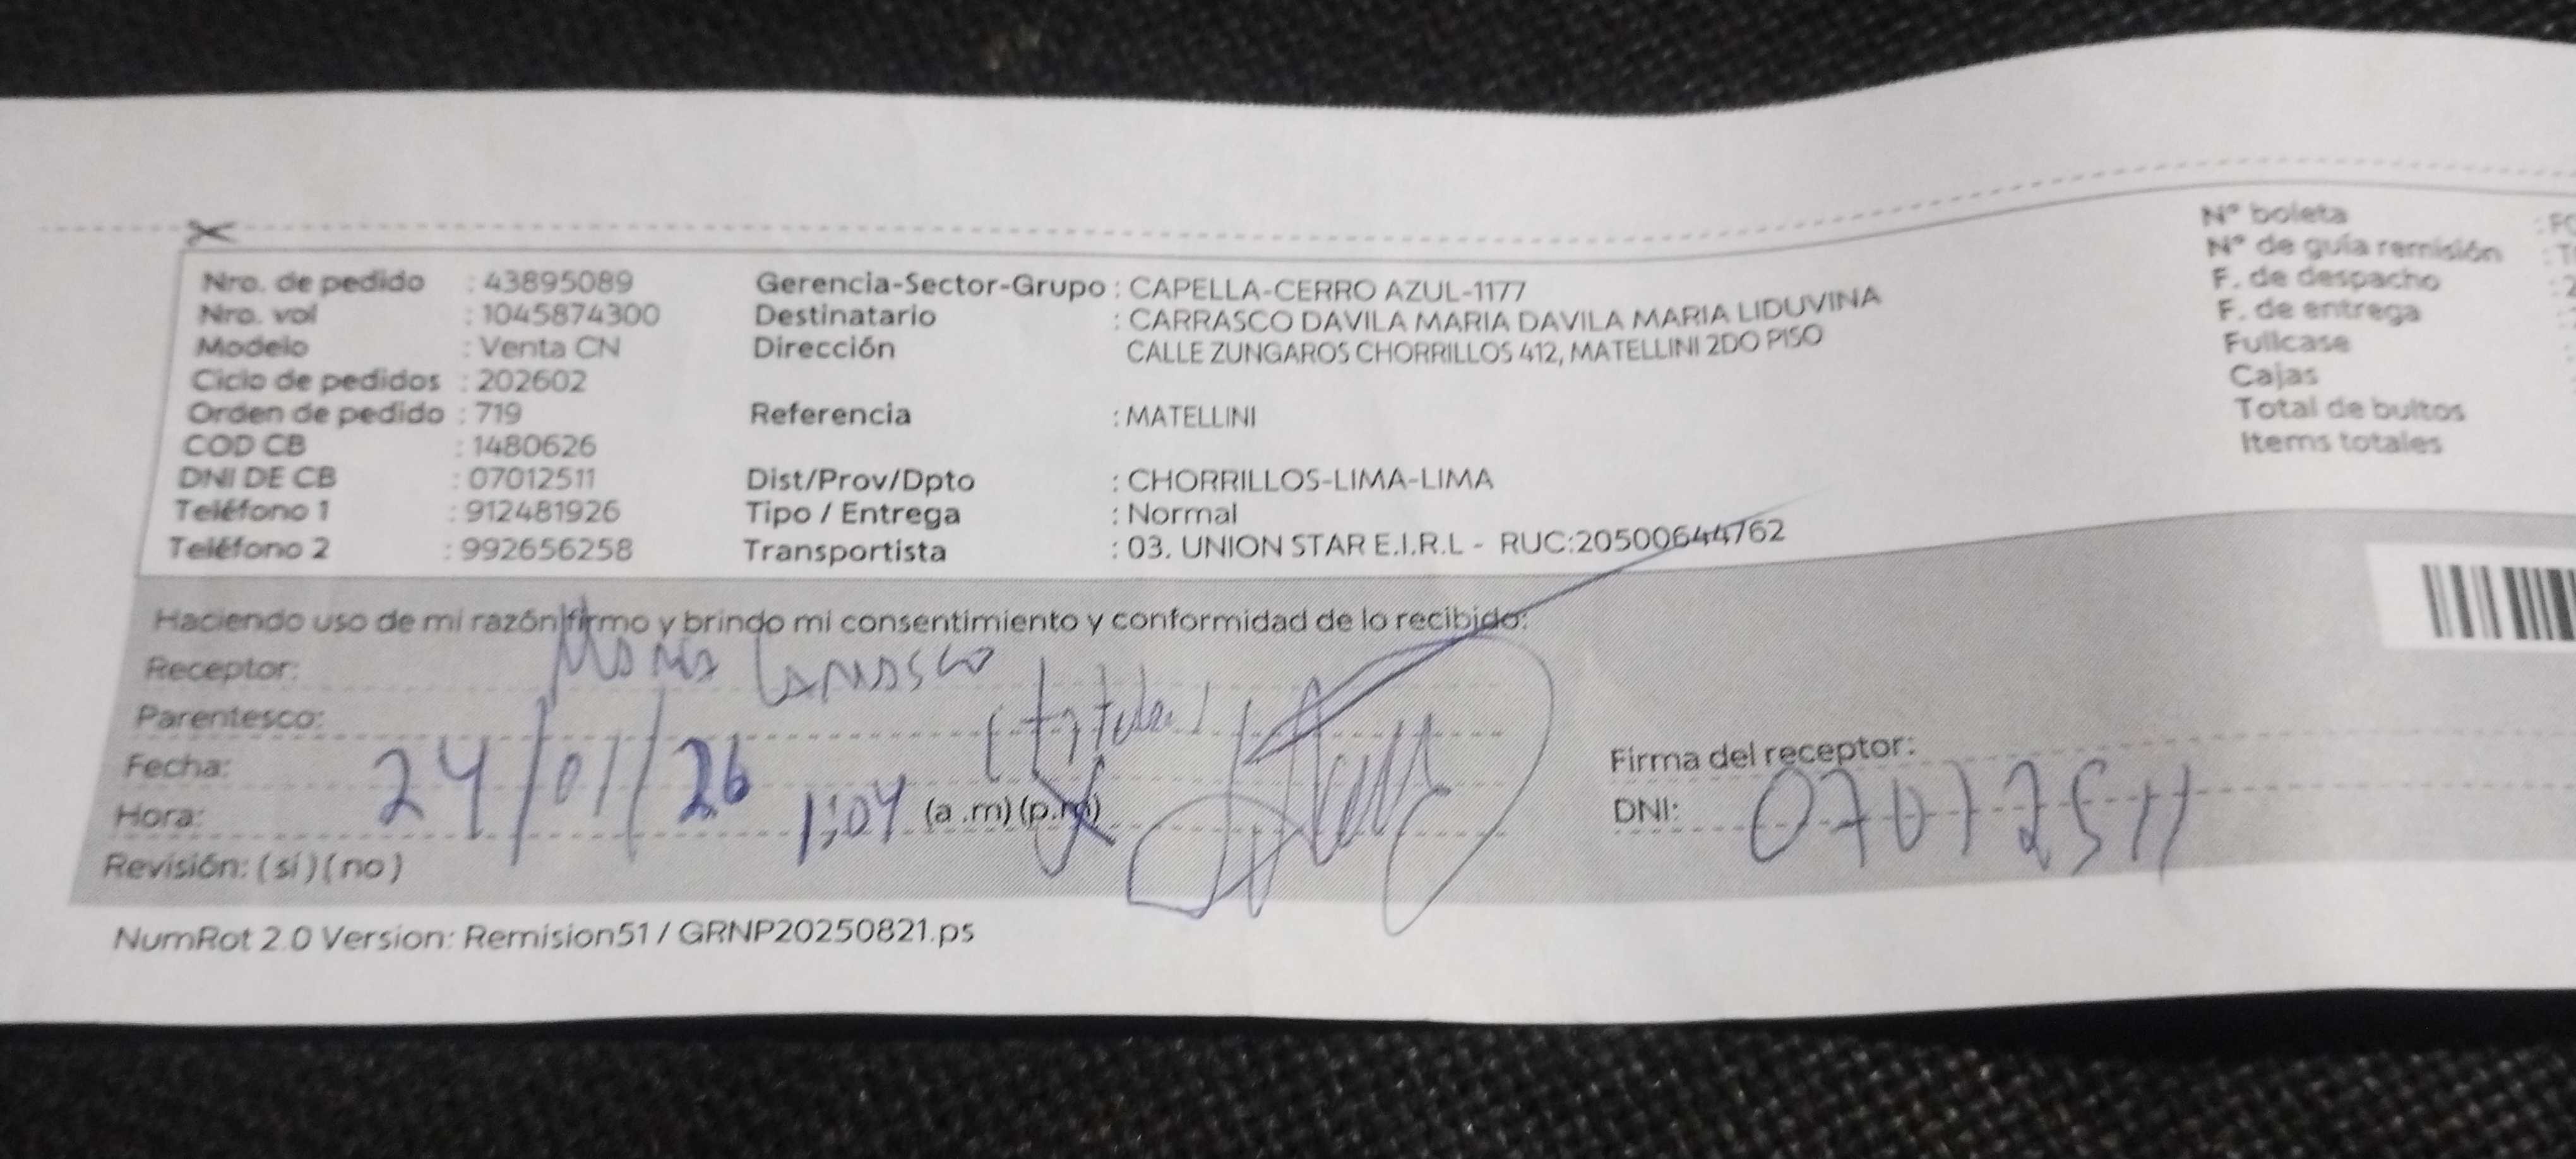 Nro. de pedido : 43895089
Nro. vol : 1045874300
Modelo : Venta CN
Ciclo de pedidos : 202602
Orden de pedido : 719
COD CB : 1480626
DNI DE CB : 07012511
Teléfono 1 : 912481926
Teléfono 2 : 992656258
Gerencia-Sector-Grupo : CAPELLA-CERRO AZUL-1177
Destinatario : CARRASCO DAVILA MARIA DAVILA MARIA LIDUVINA
Dirección CALLE ZUNGAROS CHORRILLOS 412, MATELLINI 2DO PISO
Referencia : MATELLINI
Dist/Prov/Dpto : CHORRILLOS-LIMA-LIMA
Tipo / Entrega : Normal
Transportista : 03. UNION STAR E.I.R.L - RUC:20500644762
N° boleta
N° de guía remisión
F. de despacho
F. de entrega
Fullcase
Cajas
Total de bultos
Items totales
Haciendo uso de mi razón firmo y brindo mi consentimiento y conformidad de lo recibido:
Receptor: Maria Carrasco
Parentesco: (titular)
Fecha: 24/01/26
Hora: 1:04 (a.m) (p.m)
Revisión: (sí) (no)
Firma del receptor:
DNI: 07012511
NumRot 2.0 Version: Remision51 / GRNP20250821.ps